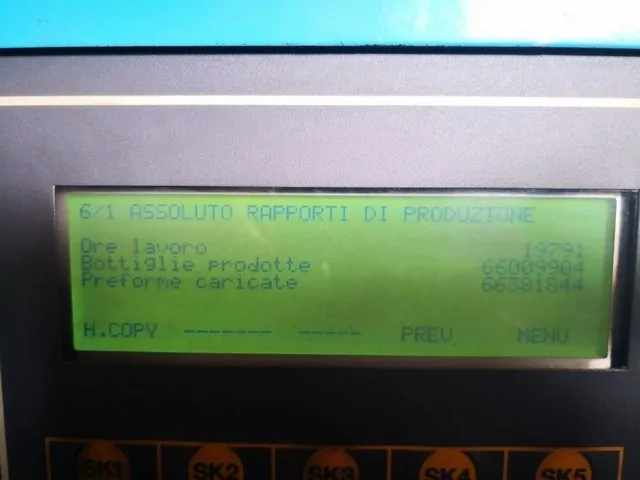 6/1 ASSOLUTO RAPPORTI DI PRODUZIONE
Ore lavoro 19791
Bottiglie prodotte 66009904
Preforme caricate 66381844
H.COPY ------- ----- PREV MENU
SK1 SK2 SK3 SK4 SK5